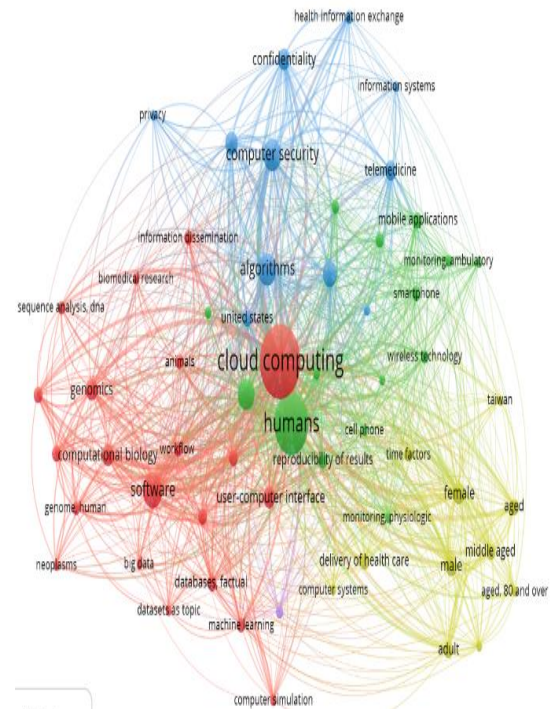 health information exchange
confidentiality
information systems
privacy
computer security
telemedicine
mobile applications
information dissemination
monitoring, ambulatory
algorithms
biomedical research
smartphone
sequence analysis, dna
united states
cloud computing
animals
wireless technology
genomics
taiwan
humans
cell phone
computational biology
workflow
reproducibility of results
time factors
software
user-computer interface
female
genome, human
aged
monitoring, physiologic
middle aged
neoplasms
big data
delivery of health care
male
databases, factual
computer systems
aged, 80 and over
datasets as topic
machine learning
adult
computer simulation